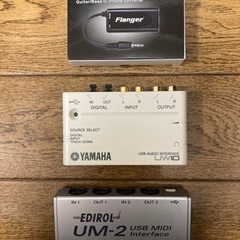 Guitar/Bass to iPhone converter
Flanger
IN OUT L R L R
DIGITAL INPUT OUTPUT
SOURCE SELECT
DIGITAL
INPUT
TRACK DOWN
YAMAHA
USB AUDIO INTERFACE
UW10
IN 1 OUT 1 IN 2 OUT 2
EDIROL
UM-2 USB MIDI
Interface